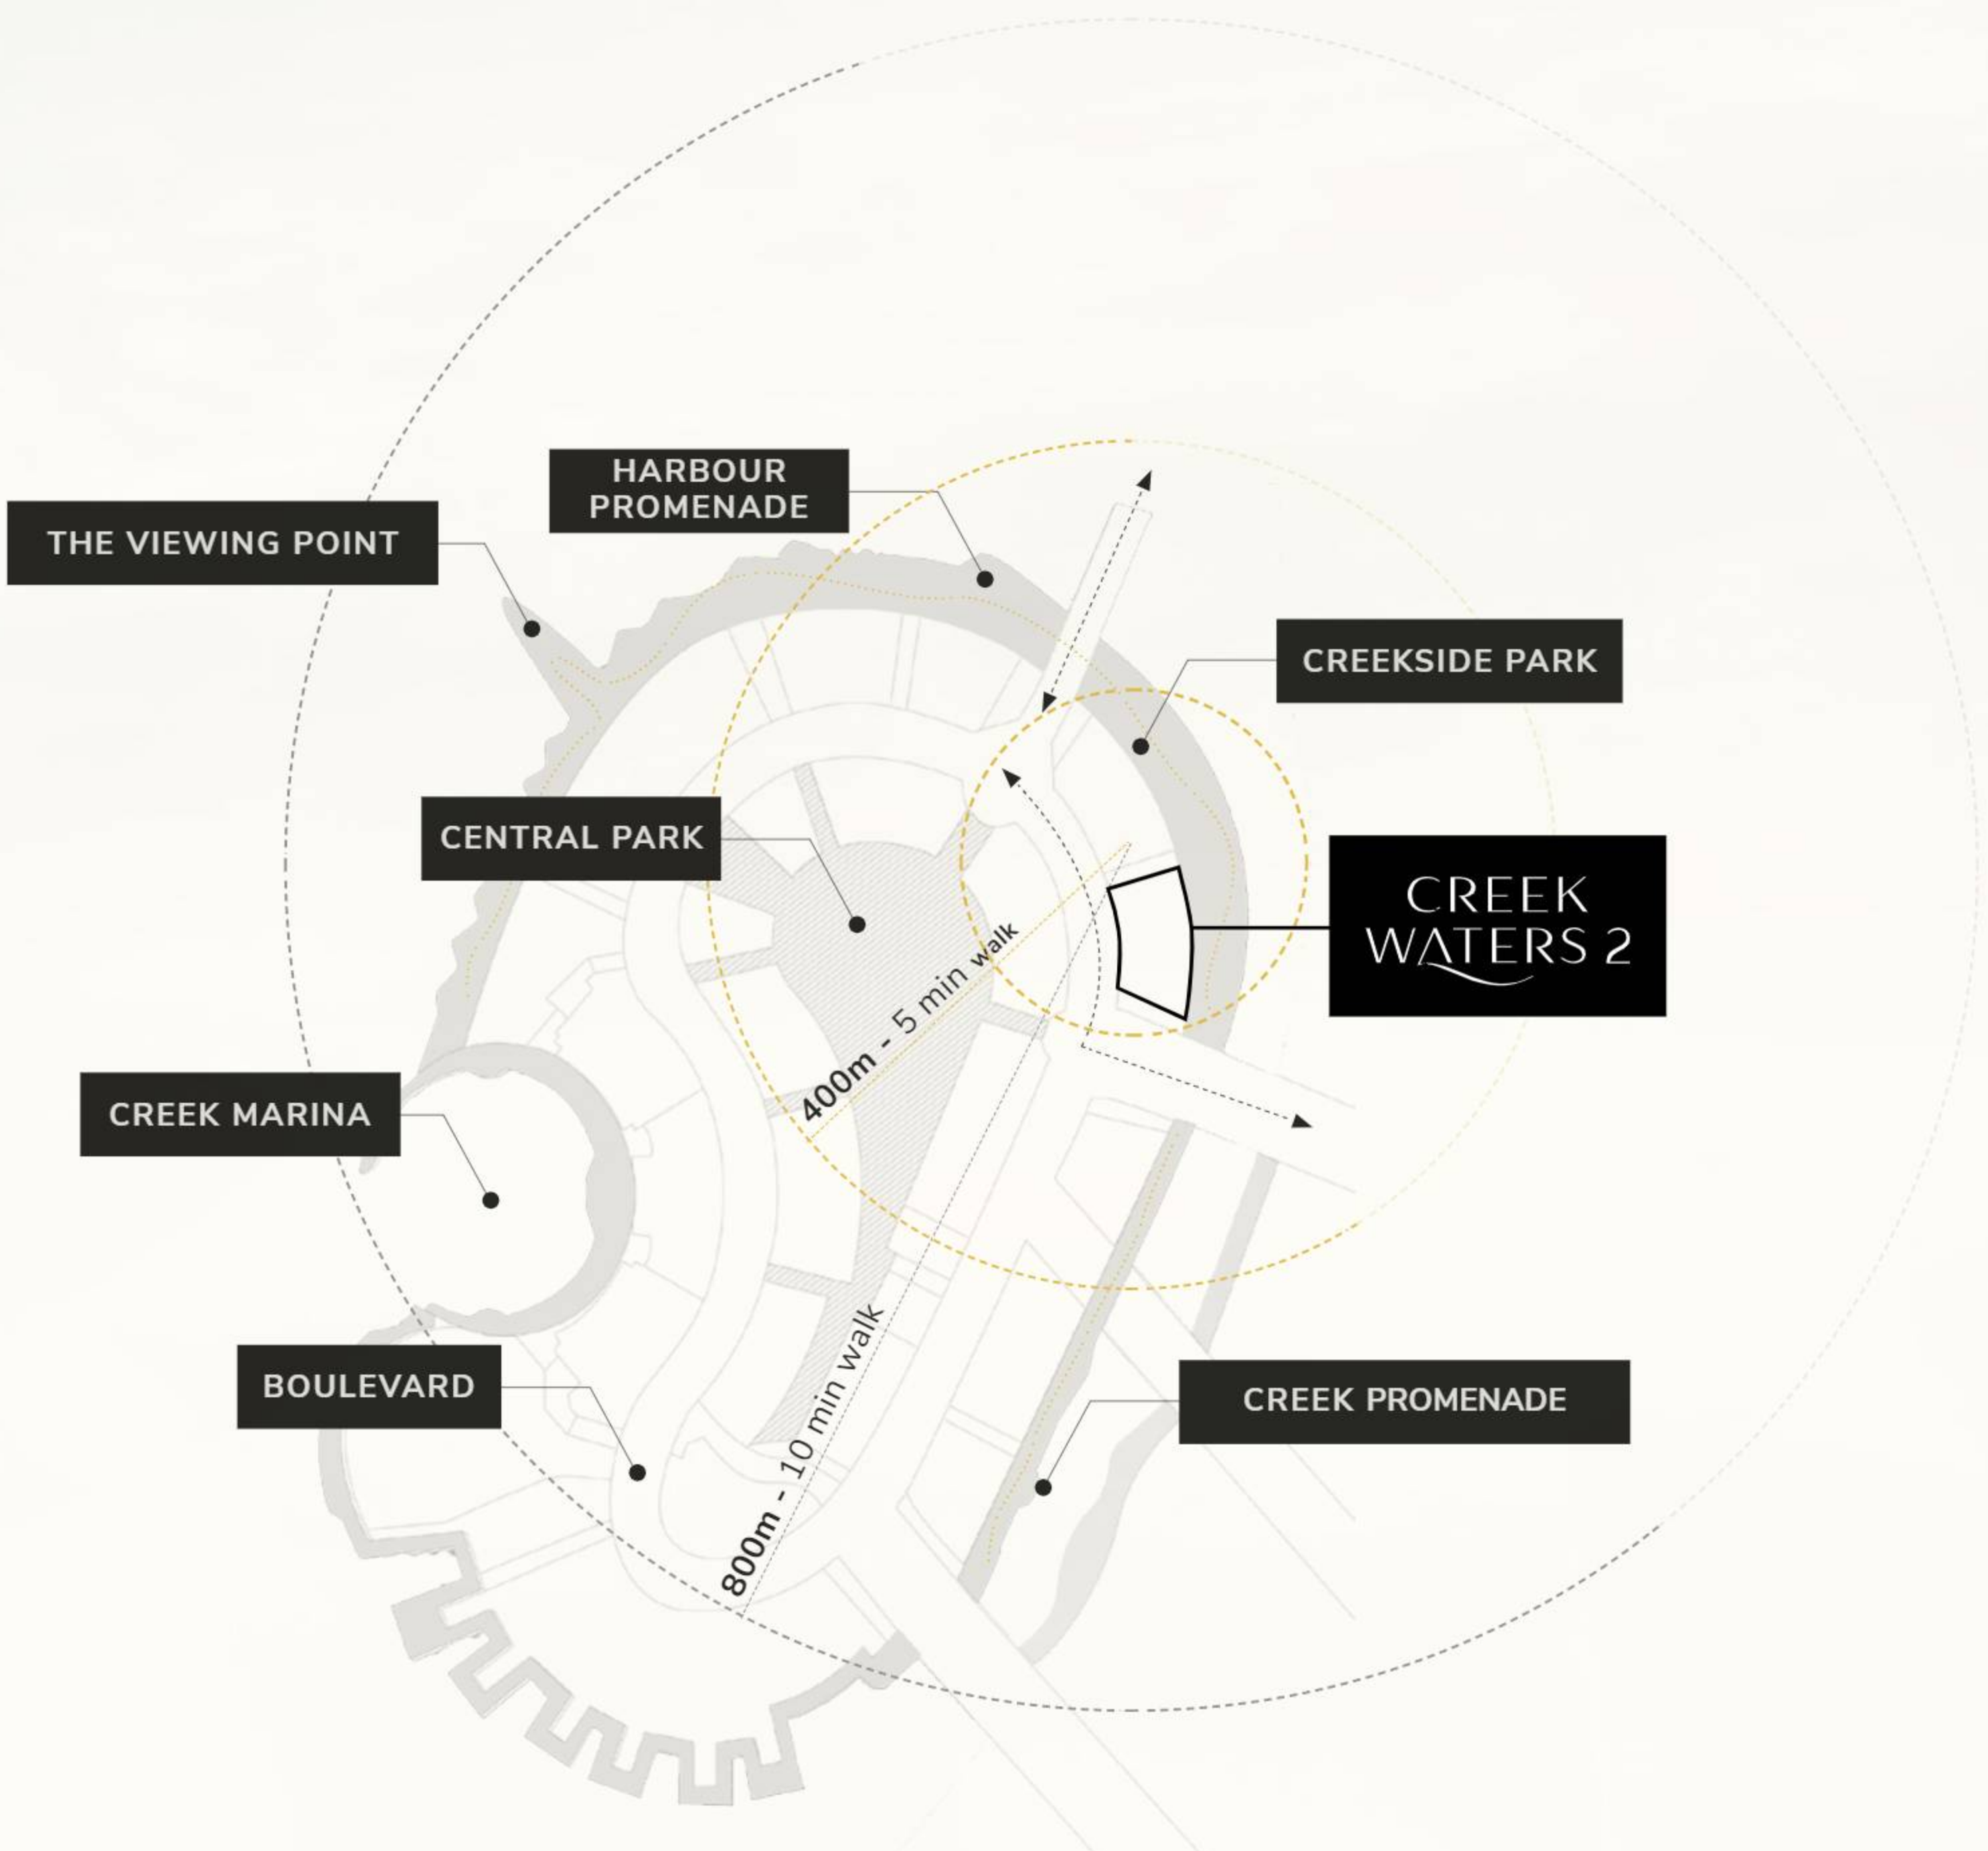 HARBOUR
PROMENADE
THE VIEWING POINT
CREEKSIDE PARK
CENTRAL PARK
CREEK
WATERS 2
400m - 5 min walk
CREEK MARINA
BOULEVARD
800m - 10 min walk
CREEK PROMENADE